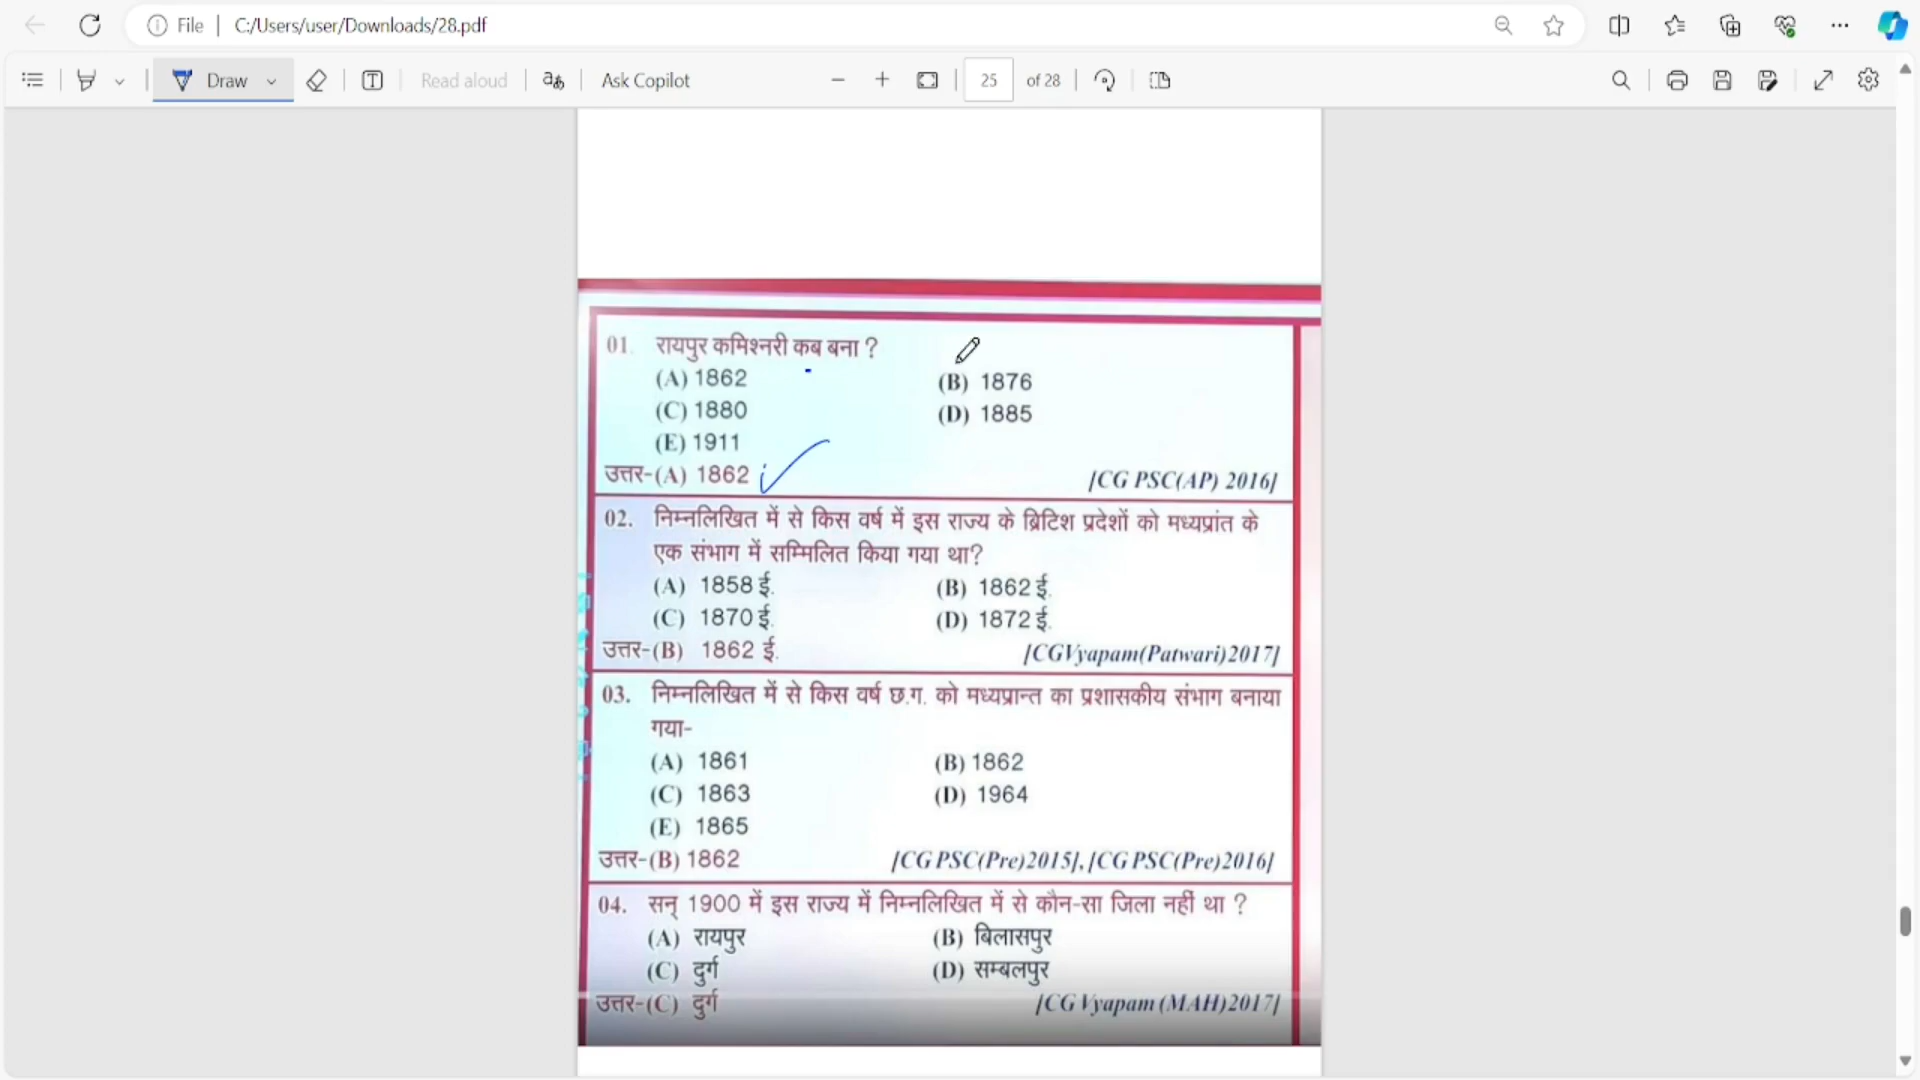 File C:/Users/user/Downloads/28.pdf
Draw Read aloud Ask Copilot 25 of 28
01. रायपुर कमिश्नरी कब बना ?
(A) 1862 (B) 1876
(C) 1880 (D) 1885
(E) 1911
उत्तर-(A) 1862 [CG PSC(AP) 2016]
02. निम्नलिखित में से किस वर्ष में इस राज्य के ब्रिटिश प्रदेशों को मध्यप्रांत के
एक संभाग में सम्मिलित किया गया था?
(A) 1858 ई. (B) 1862 ई.
(C) 1870 ई. (D) 1872 ई.
उत्तर-(B) 1862 ई. [CGVyapam(Patwari)2017]
03. निम्नलिखित में से किस वर्ष छ.ग. को मध्यप्रान्त का प्रशासकीय संभाग बनाया
गया-
(A) 1861 (B) 1862
(C) 1863 (D) 1964
(E) 1865
उत्तर-(B) 1862 [CG PSC(Pre)2015], [CG PSC(Pre)2016]
04. सन् 1900 में इस राज्य में निम्नलिखित में से कौन-सा जिला नहीं था ?
(A) रायपुर (B) बिलासपुर
(C) दुर्ग (D) सम्बलपुर
उत्तर-(C) दुर्ग [CG Vyapam (MAH)2017]